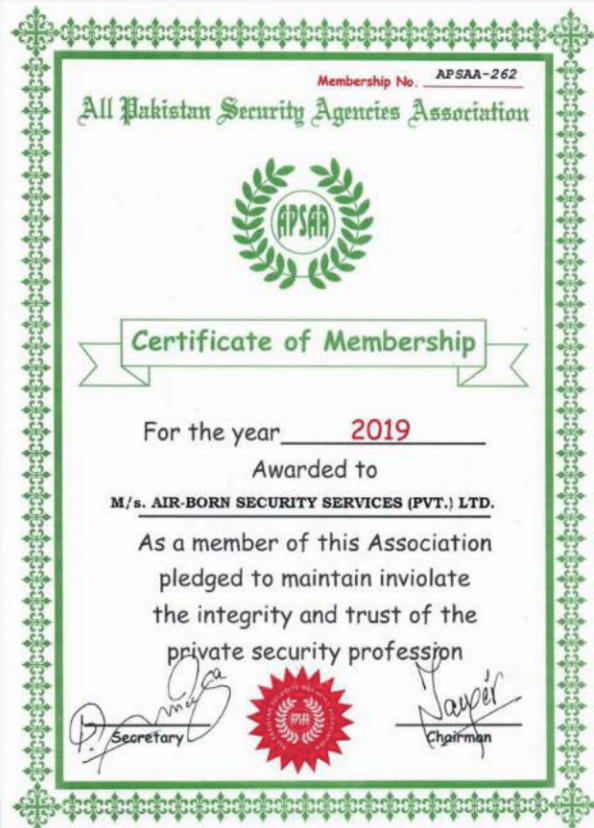 Membership No. APSAA-262
All Pakistan Security Agencies Association
APSAA
Certificate of Membership
For the year 2019
Awarded to
M/s. AIR-BORN SECURITY SERVICES (PVT.) LTD.
As a member of this Association
pledged to maintain inviolate
the integrity and trust of the
private security profession
APSAA
Secretary
Chairman